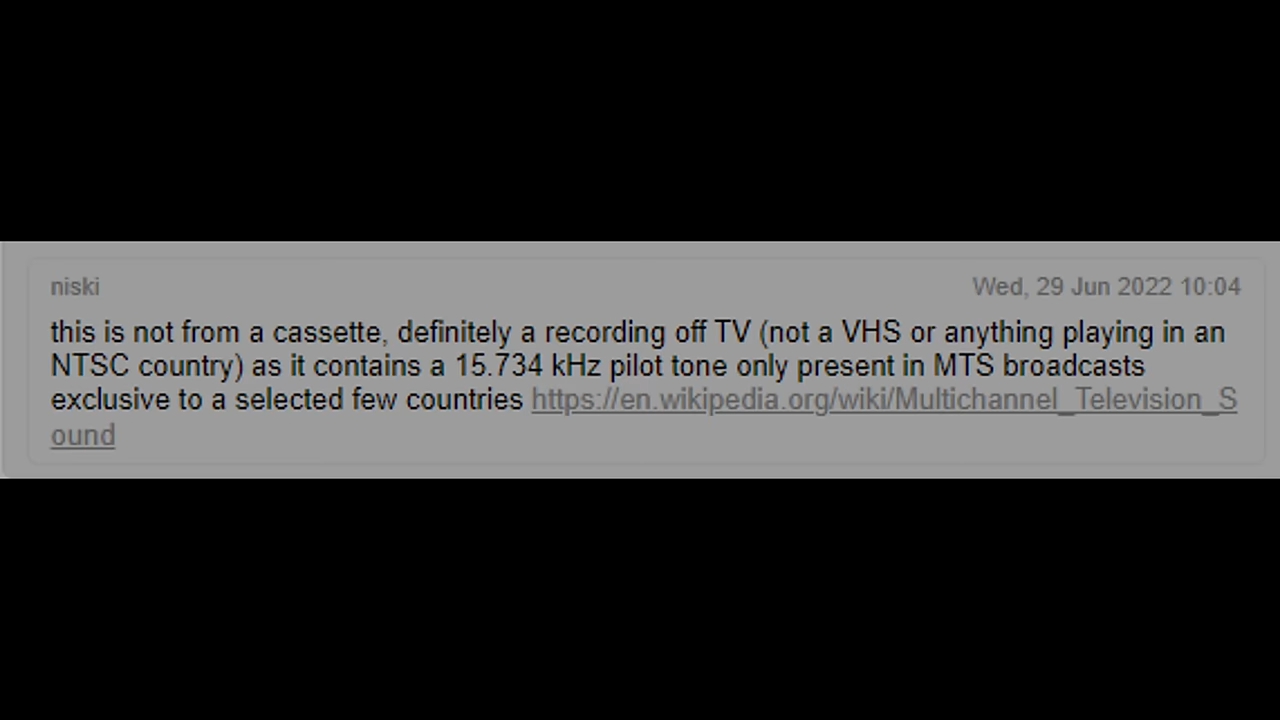 niski
Wed, 29 Jun 2022 10:04
this is not from a cassette, definitely a recording off TV (not a VHS or anything playing in an
NTSC country) as it contains a 15.734 kHz pilot tone only present in MTS broadcasts
exclusive to a selected few countries https://en.wikipedia.org/wiki/Multichannel_Television_S
ound